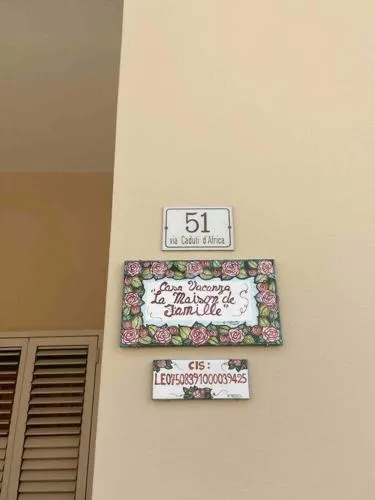 51
via Caduti d'Africa
"Casa Vacanza
La Maison de
Famille"
CIS:
LE07508391000039425